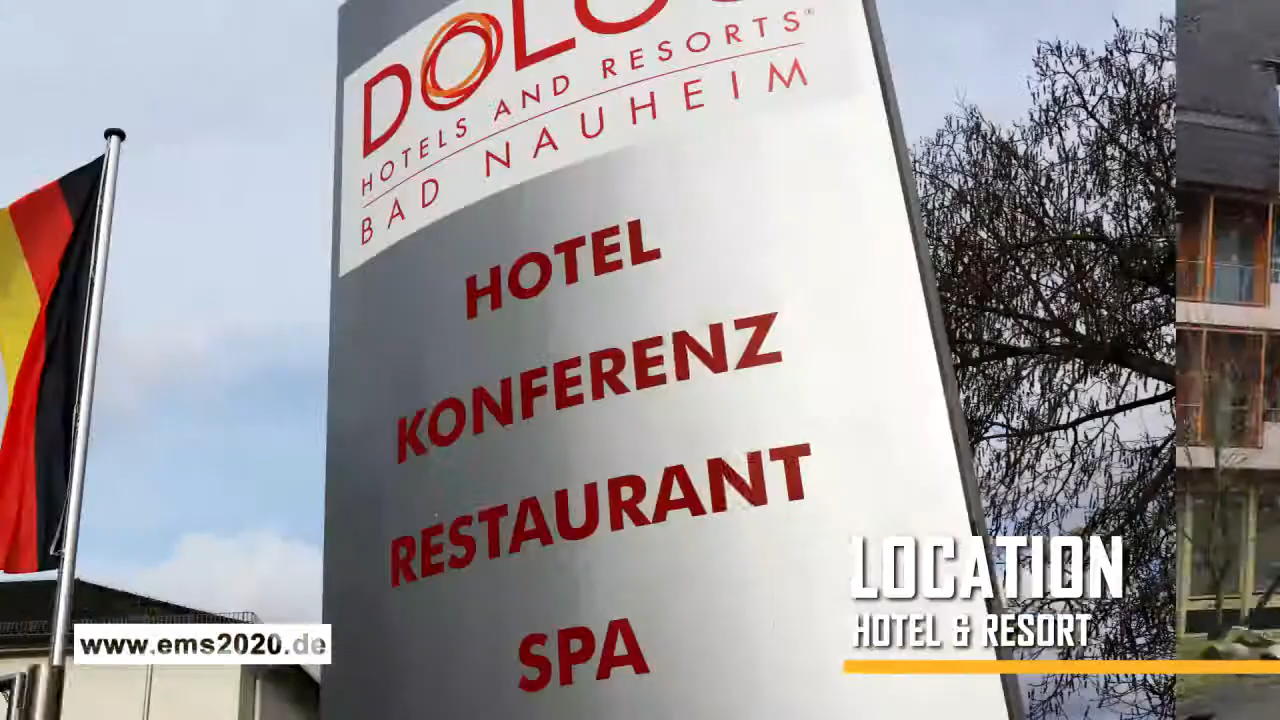 HOTELS AND RESORTS®
BAD NAUHEIM
HOTEL
KONFERENZ
RESTAURANT
SPA
LOCATION
HOTEL & RESORT
www.ems2020.de